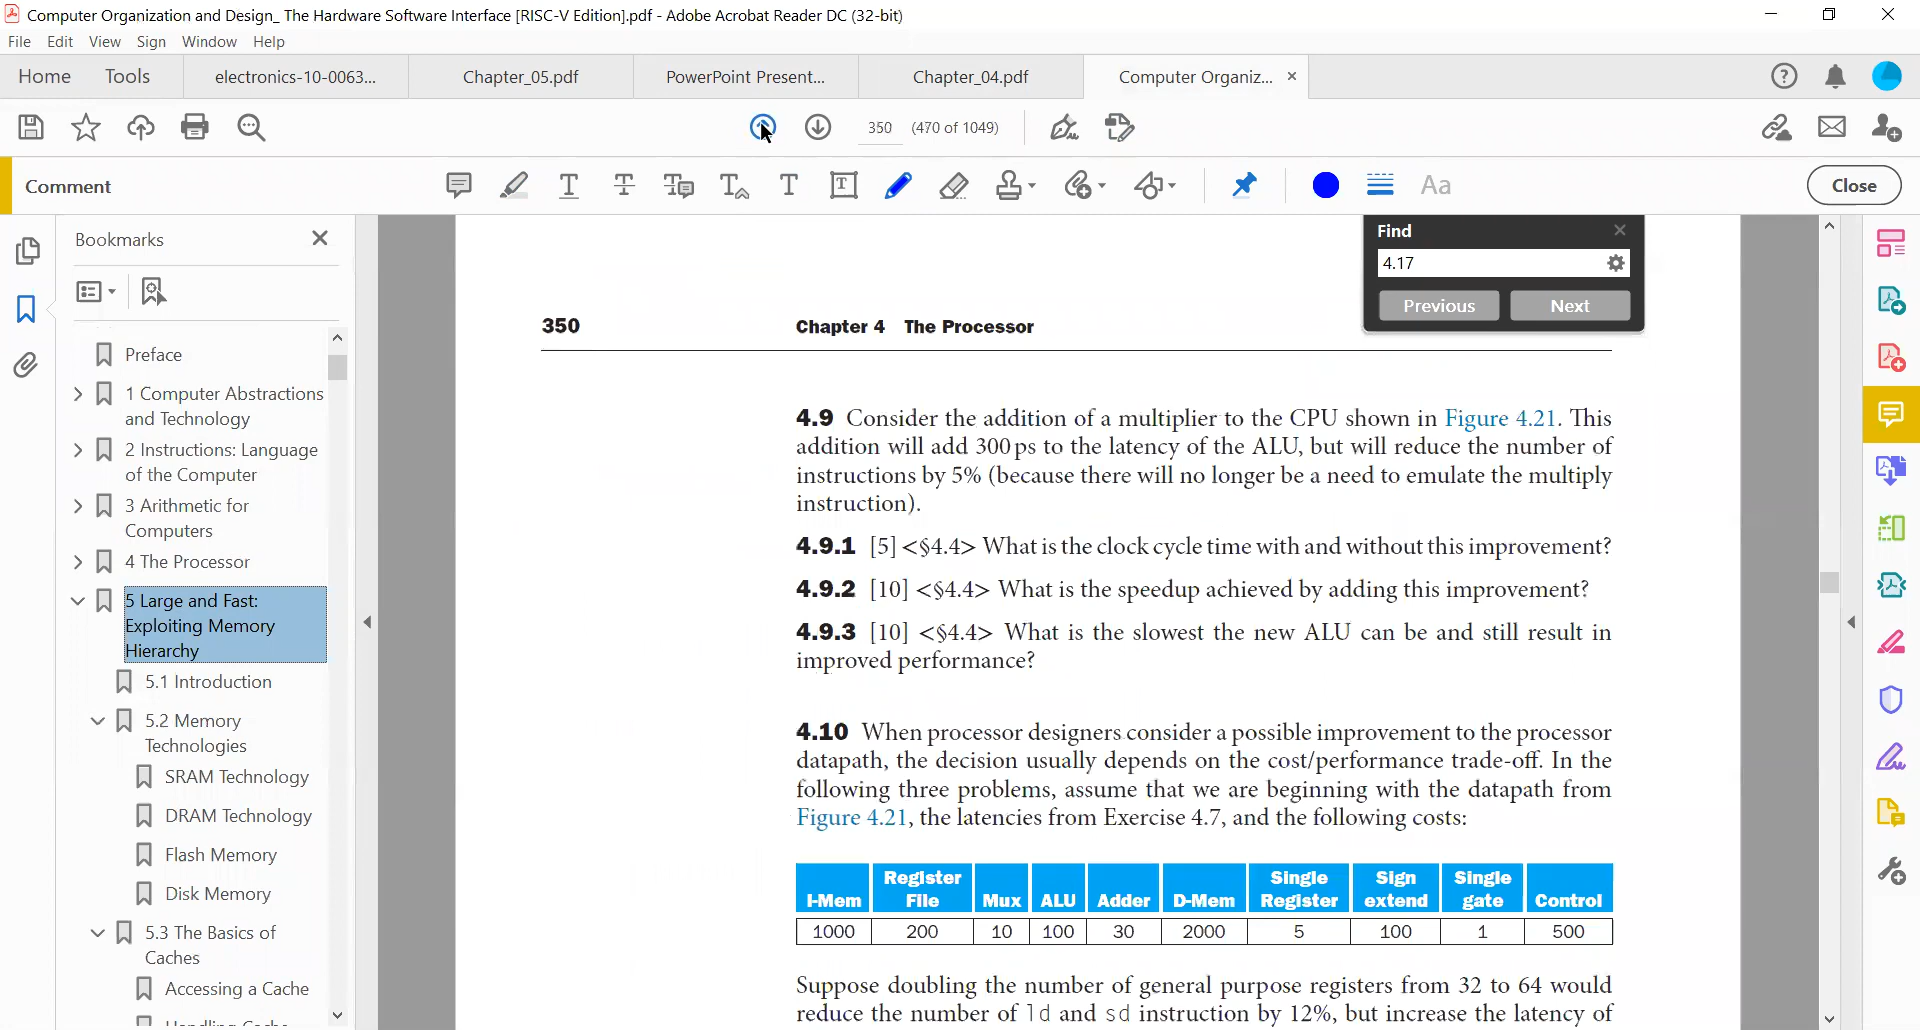 Computer Organization and Design_ The Hardware Software Interface [RISC-V Edition].pdf - Adobe Acrobat Reader DC (32-bit)
File Edit View Sign Window Help
Home Tools electronics-10-0063... Chapter_05.pdf PowerPoint Present... Chapter_04.pdf Computer Organiz...
350 (470 of 1049)
Comment
Aa
Close
Bookmarks
Preface
1 Computer Abstractions
and Technology
2 Instructions: Language
of the Computer
3 Arithmetic for
Computers
4 The Processor
5 Large and Fast:
Exploiting Memory
Hierarchy
5.1 Introduction
5.2 Memory
Technologies
SRAM Technology
DRAM Technology
Flash Memory
Disk Memory
5.3 The Basics of
Caches
Accessing a Cache
Find
4.17
Previous Next
350 Chapter 4 The Processor
4.9 Consider the addition of a multiplier to the CPU shown in Figure 4.21. This
addition will add 300 ps to the latency of the ALU, but will reduce the number of
instructions by 5% (because there will no longer be a need to emulate the multiply
instruction).
4.9.1 [5] <§4.4> What is the clock cycle time with and without this improvement?
4.9.2 [10] <§4.4> What is the speedup achieved by adding this improvement?
4.9.3 [10] <§4.4> What is the slowest the new ALU can be and still result in
improved performance?
4.10 When processor designers consider a possible improvement to the processor
datapath, the decision usually depends on the cost/performance trade-off. In the
following three problems, assume that we are beginning with the datapath from
Figure 4.21, the latencies from Exercise 4.7, and the following costs:
I-Mem Register File Mux ALU Adder D-Mem Single Register Sign extend Single gate Control
1000 200 10 100 30 2000 5 100 1 500
Suppose doubling the number of general purpose registers from 32 to 64 would
reduce the number of ld and sd instruction by 12%, but increase the latency of